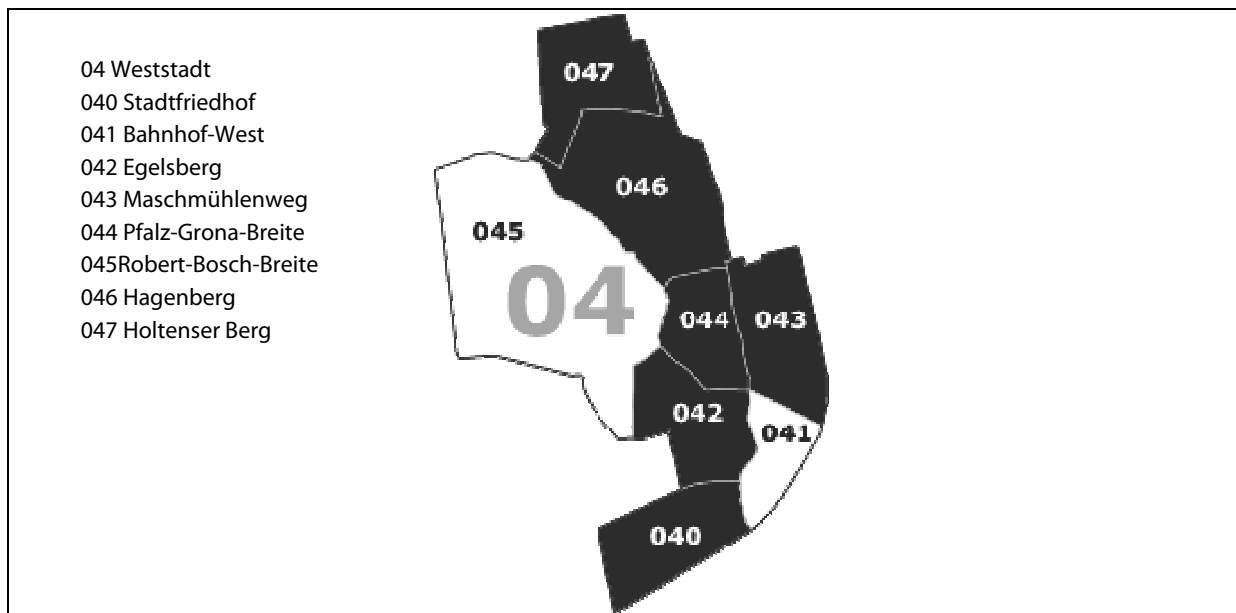 04 Weststadt
040 Stadtfriedhof
041 Bahnhof-West
042 Egelsberg
043 Maschmühlenweg
044 Pfalz-Grona-Breite
045Robert-Bosch-Breite
046 Hagenberg
047 Holtenser Berg
047
046
045
04
044
043
042
041
040